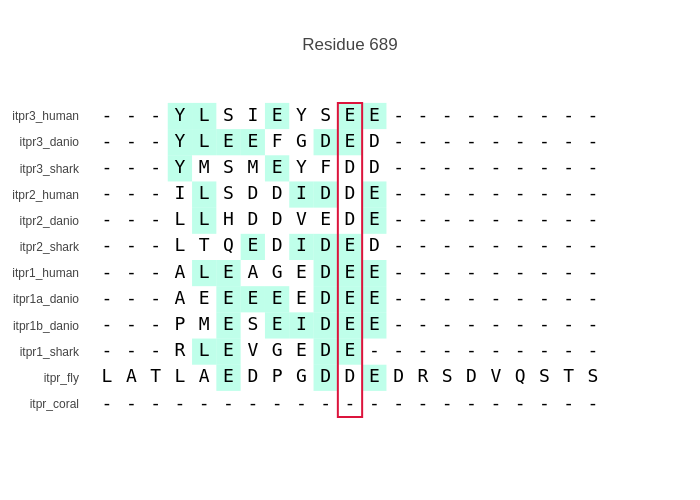 Residue 689
itpr3_human - - - Y L S I E Y S E E - - - - - - - - -
itpr3_danio - - - Y L E E F G D E D - - - - - - - - -
itpr3_shark - - - Y M S M E Y F D D - - - - - - - - -
itpr2_human - - - I L S D D I D D E - - - - - - - - -
itpr2_danio - - - L L H D D V E D E - - - - - - - - -
itpr2_shark - - - L T Q E D I D E D - - - - - - - - -
itpr1_human - - - A L E A G E D E E - - - - - - - - -
itpr1a_danio - - - A E E E E E D E E - - - - - - - - -
itpr1b_danio - - - P M E S E I D E E - - - - - - - - -
itpr1_shark - - - R L E V G E D E - - - - - - - - - -
itpr_fly L A T L A E D P G D D E D R S D V Q S T S
itpr_coral - - - - - - - - - - - - - - - - - - - - -